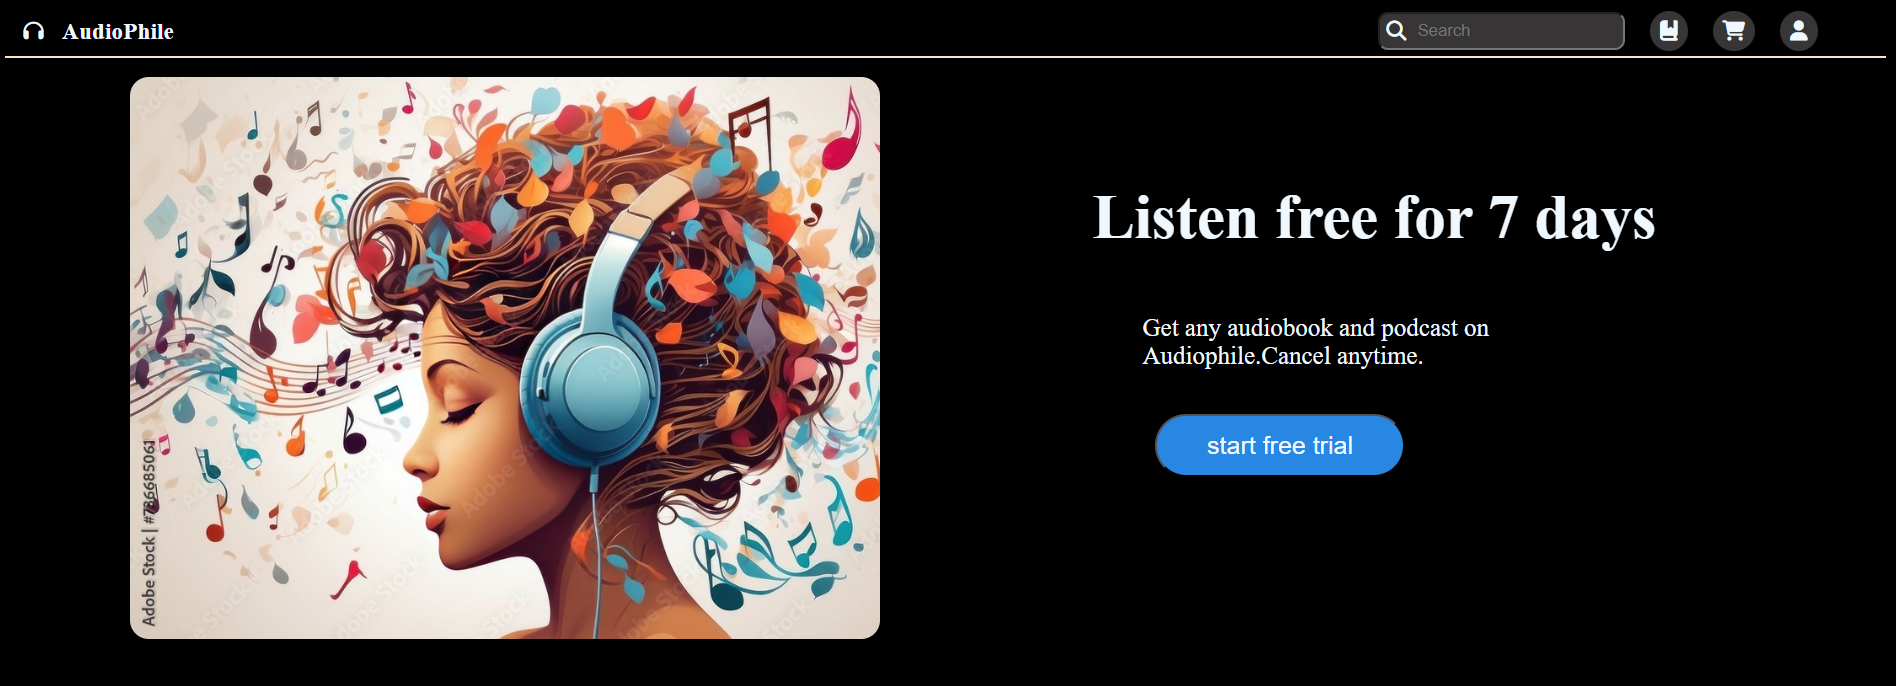 AudioPhile
Search
Listen free for 7 days
Get any audiobook and podcast on
Audiophile.Cancel anytime.
start free trial
Adobe Stock | #786685061